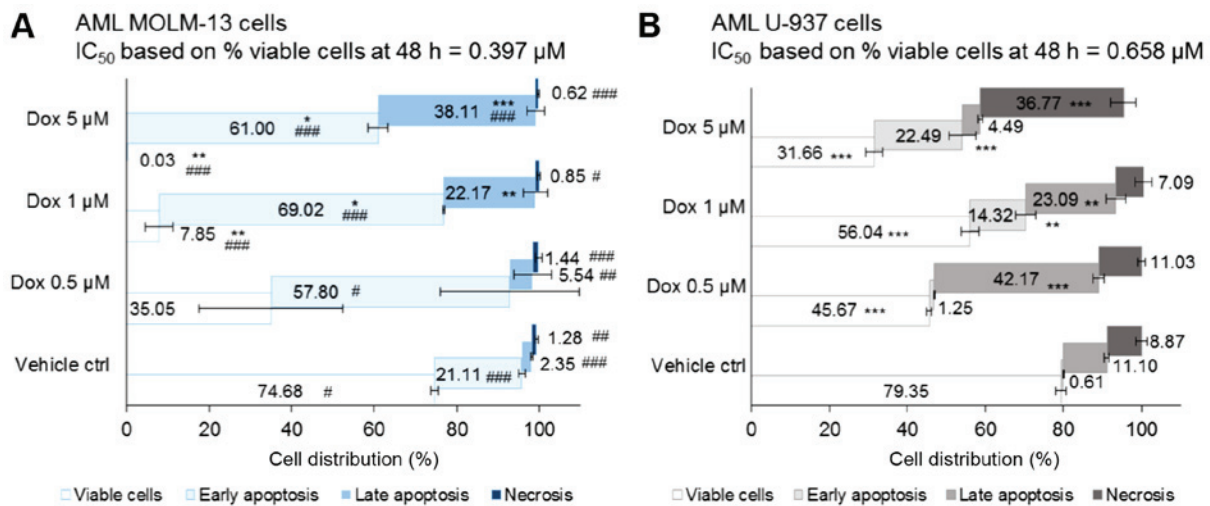 A
AML MOLM-13 cells
IC50 based on % viable cells at 48 h = 0.397 µM
Dox 5 µM
0.62 ###
38.11 ***
###
61.00 *
###
0.03 **
###
Dox 1 µM
0.85 #
22.17 **
69.02 *
###
7.85 **
###
Dox 0.5 µM
1.44 ###
5.54 ##
57.80 #
35.05
Vehicle ctrl
1.28 ##
2.35 ###
21.11 ###
74.68 #
0 20 40 60 80 100
Cell distribution (%)
Viable cells Early apoptosis Late apoptosis Necrosis
B
AML U-937 cells
IC50 based on % viable cells at 48 h = 0.658 µM
Dox 5 µM
36.77 ***
4.49
22.49
***
31.66 ***
Dox 1 µM
7.09
23.09
**
14.32
**
56.04 ***
Dox 0.5 µM
11.03
42.17
***
45.67 ***
1.25
Vehicle ctrl
8.87
11.10
0.61
79.35
0 20 40 60 80 100
Cell distribution (%)
Viable cells Early apoptosis Late apoptosis Necrosis